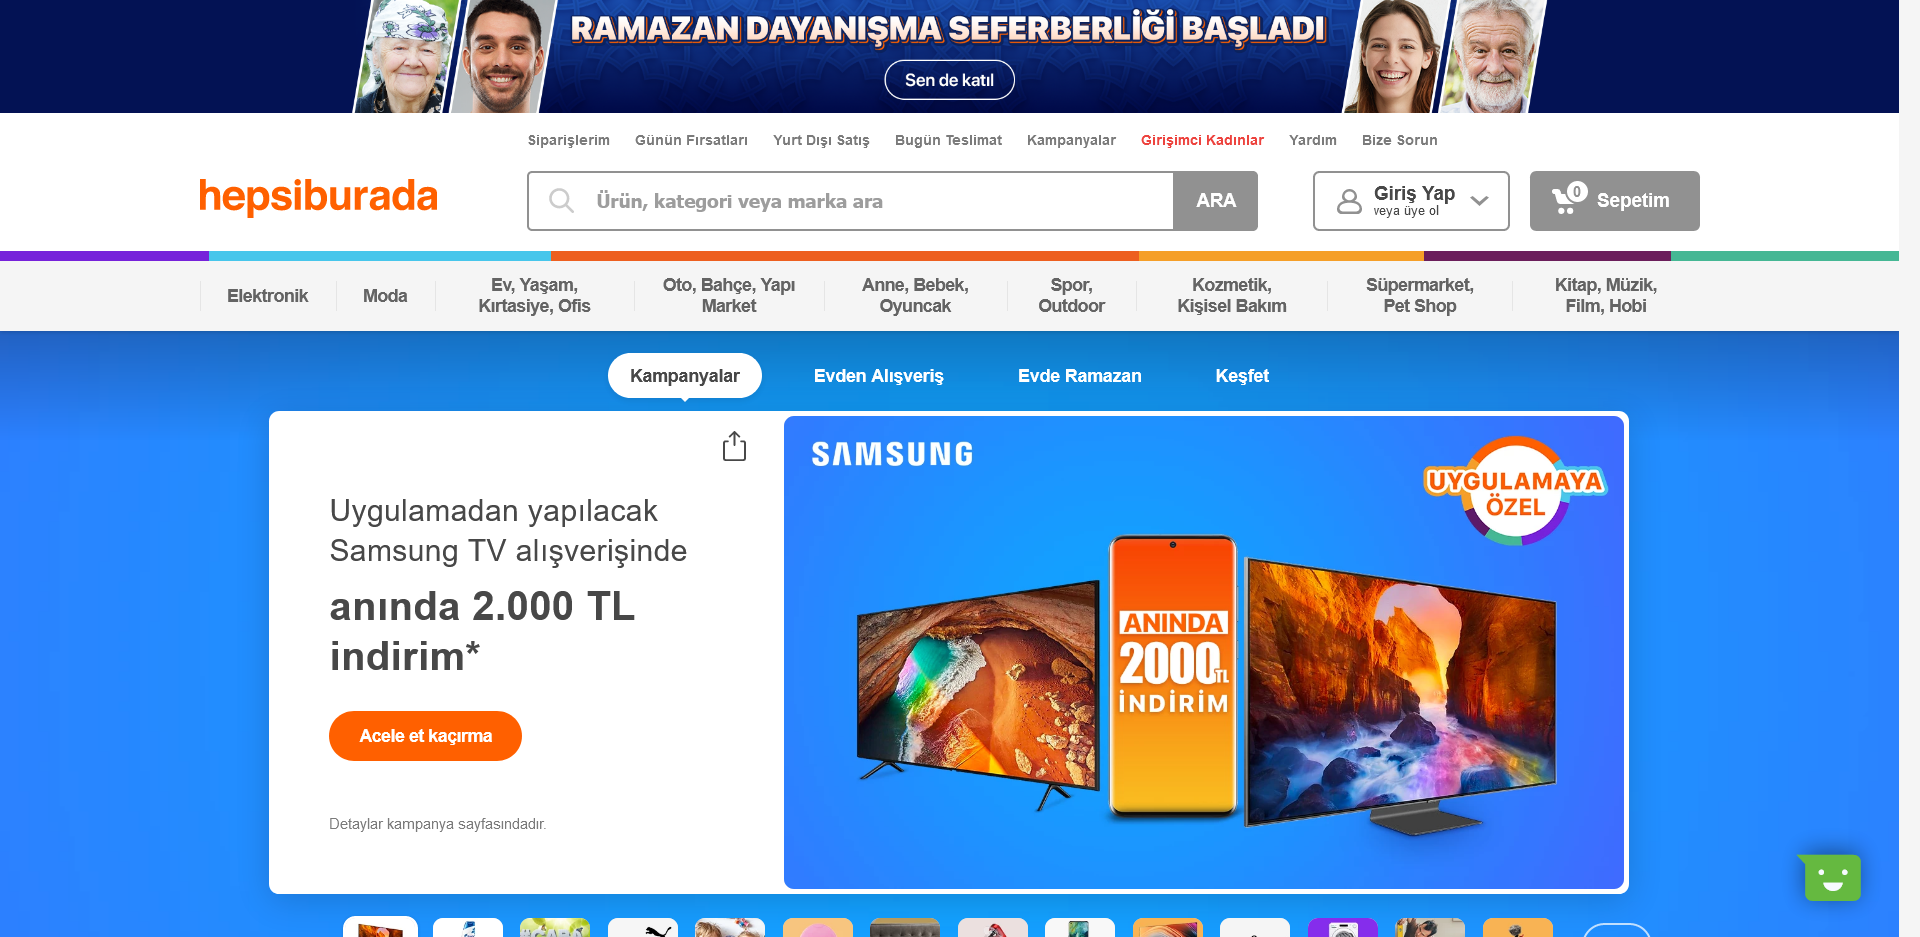 RAMAZAN DAYANIŞMA SEFERBERLİĞİ BAŞLADI
Sen de katıl
Siparişlerim Günün Fırsatları Yurt Dışı Satış Bugün Teslimat Kampanyalar Girişimci Kadınlar Yardım Bize Sorun
hepsiburada
Ürün, kategori veya marka ara
ARA
Giriş Yap
veya üye ol
0
Sepetim
Elektronik
Moda
Ev, Yaşam,
Kırtasiye, Ofis
Oto, Bahçe, Yapı
Market
Anne, Bebek,
Oyuncak
Spor,
Outdoor
Kozmetik,
Kişisel Bakım
Süpermarket,
Pet Shop
Kitap, Müzik,
Film, Hobi
Kampanyalar Evden Alışveriş Evde Ramazan Keşfet
Uygulamadan yapılacak
Samsung TV alışverişinde
anında 2.000 TL
indirim*
Acele et kaçırma
Detaylar kampanya sayfasındadır.
SAMSUNG
UYGULAMAYA
ÖZEL
ANINDA
2000TL
İNDİRİM